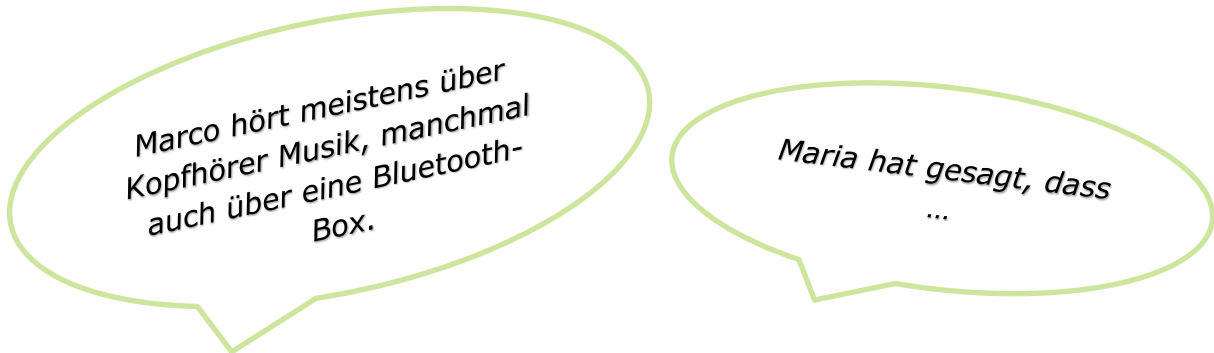 Marco hört meistens über
Kopfhörer Musik, manchmal
auch über eine Bluetooth-
Box.
Maria hat gesagt, dass
…